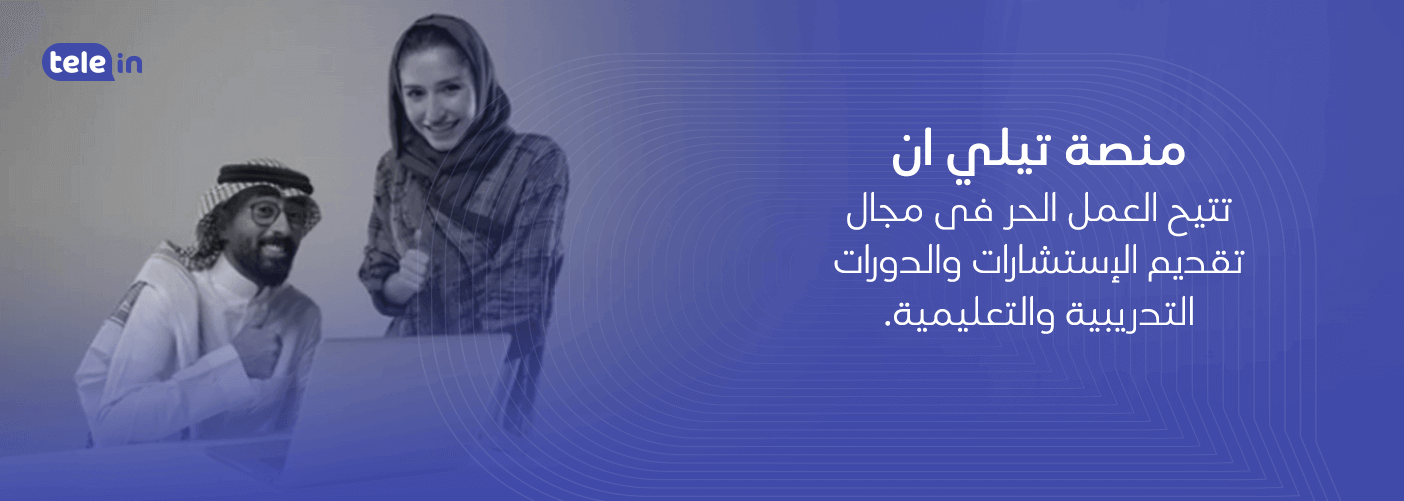 tele in
منصة تيلي ان
تتيح العمل الحر فى مجال
تقديم الإستشارات والدورات
التدريبية والتعليمية.